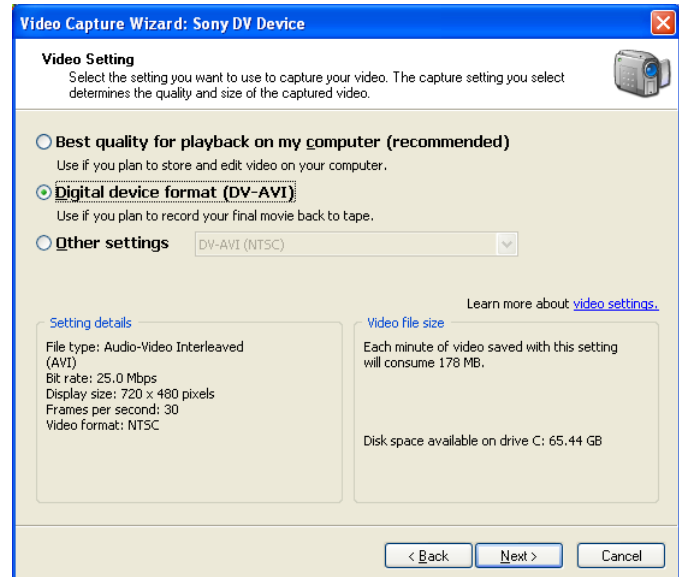 Video Capture Wizard: Sony DV Device
Video Setting
Select the setting you want to use to capture your video. The capture setting you select
determines the quality and size of the captured video.
Best quality for playback on my computer (recommended)
Use if you plan to store and edit video on your computer.
Digital device format (DV-AVI)
Use if you plan to record your final movie back to tape.
Other settings DV-AVI (NTSC)
Learn more about video settings.
Setting details
File type: Audio-Video Interleaved
(AVI)
Bit rate: 25.0 Mbps
Display size: 720 x 480 pixels
Frames per second: 30
Video format: NTSC
Video file size
Each minute of video saved with this setting
will consume 178 MB.
Disk space available on drive C: 65.44 GB
< Back Next > Cancel